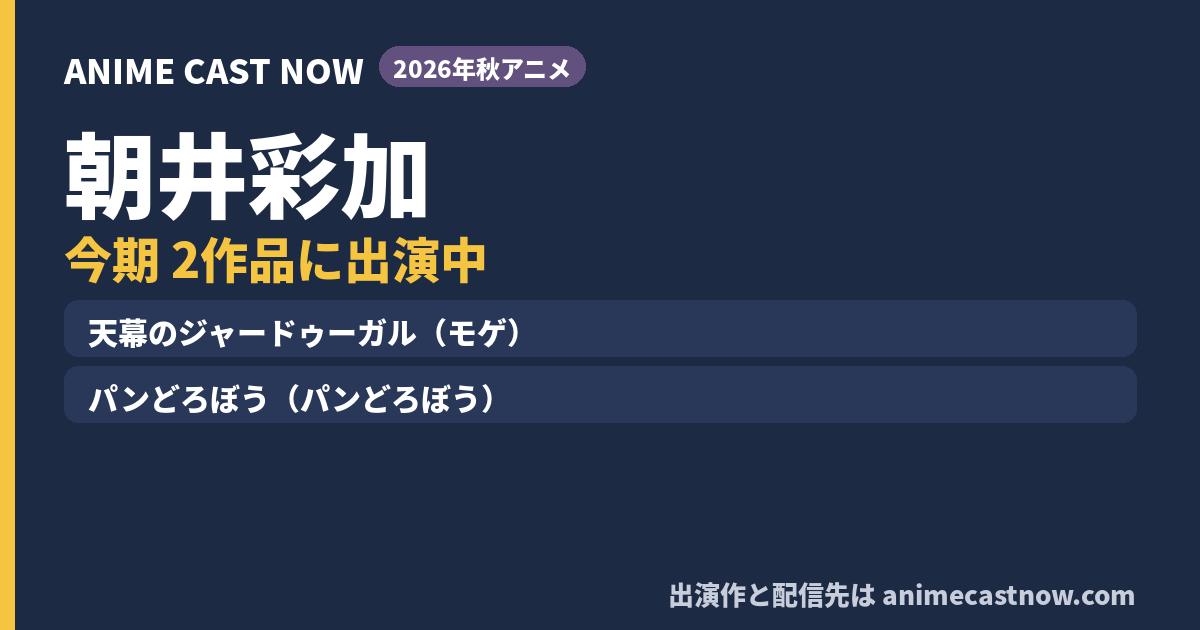 ANIME CAST NOW 2026年秋アニメ
朝井彩加
今期 2作品に出演中
天幕のジャードゥーガル（モゲ）
パンどろぼう（パンどろぼう）
出演作と配信先は animecastnow.com